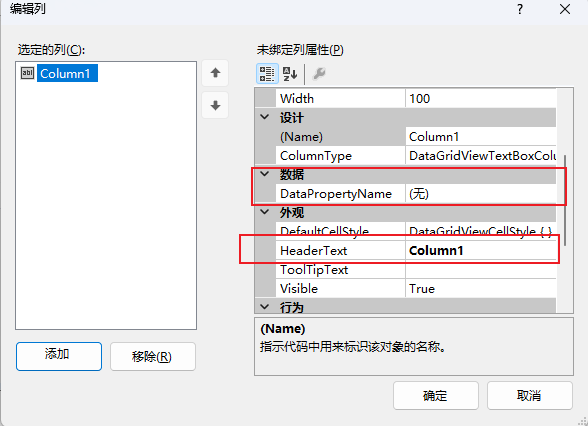 编辑列
?
选定的列(C):
未绑定列属性(P)
abl Column1
A Z
Width 100
设计
(Name) Column1
ColumnType DataGridViewTextBoxColu
数据
DataPropertyName (无)
外观
DefaultCellStyle DataGridViewCellStyle { }
HeaderText Column1
ToolTipText
Visible True
行为
(Name)
指示代码中用来标识该对象的名称。
添加
移除(R)
确定
取消